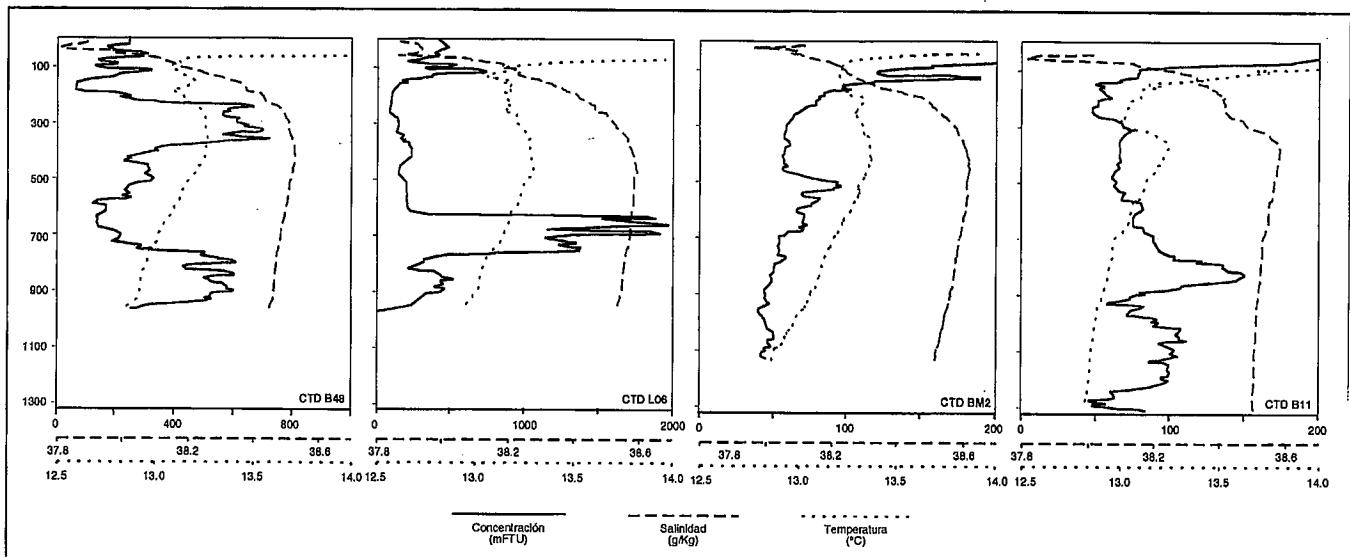 100
300
500
700
900
1100
1300
CTD B48 CTD L06 CTD BM2 CTD B11
0 400 800 0 1000 2000 0 100 200 0 100 200
37.8 38.2 38.6 37.8 38.2 38.6 37.8 38.2 38.6 37.8 38.2 38.6
12.5 13.0 13.5 14.0 12.5 13.0 13.5 14.0 12.5 13.0 13.5 14.0 12.5 13.0 13.5 14.0
Concentración Salinidad Temperatura
(mFTU) (g/Kg) (°C)